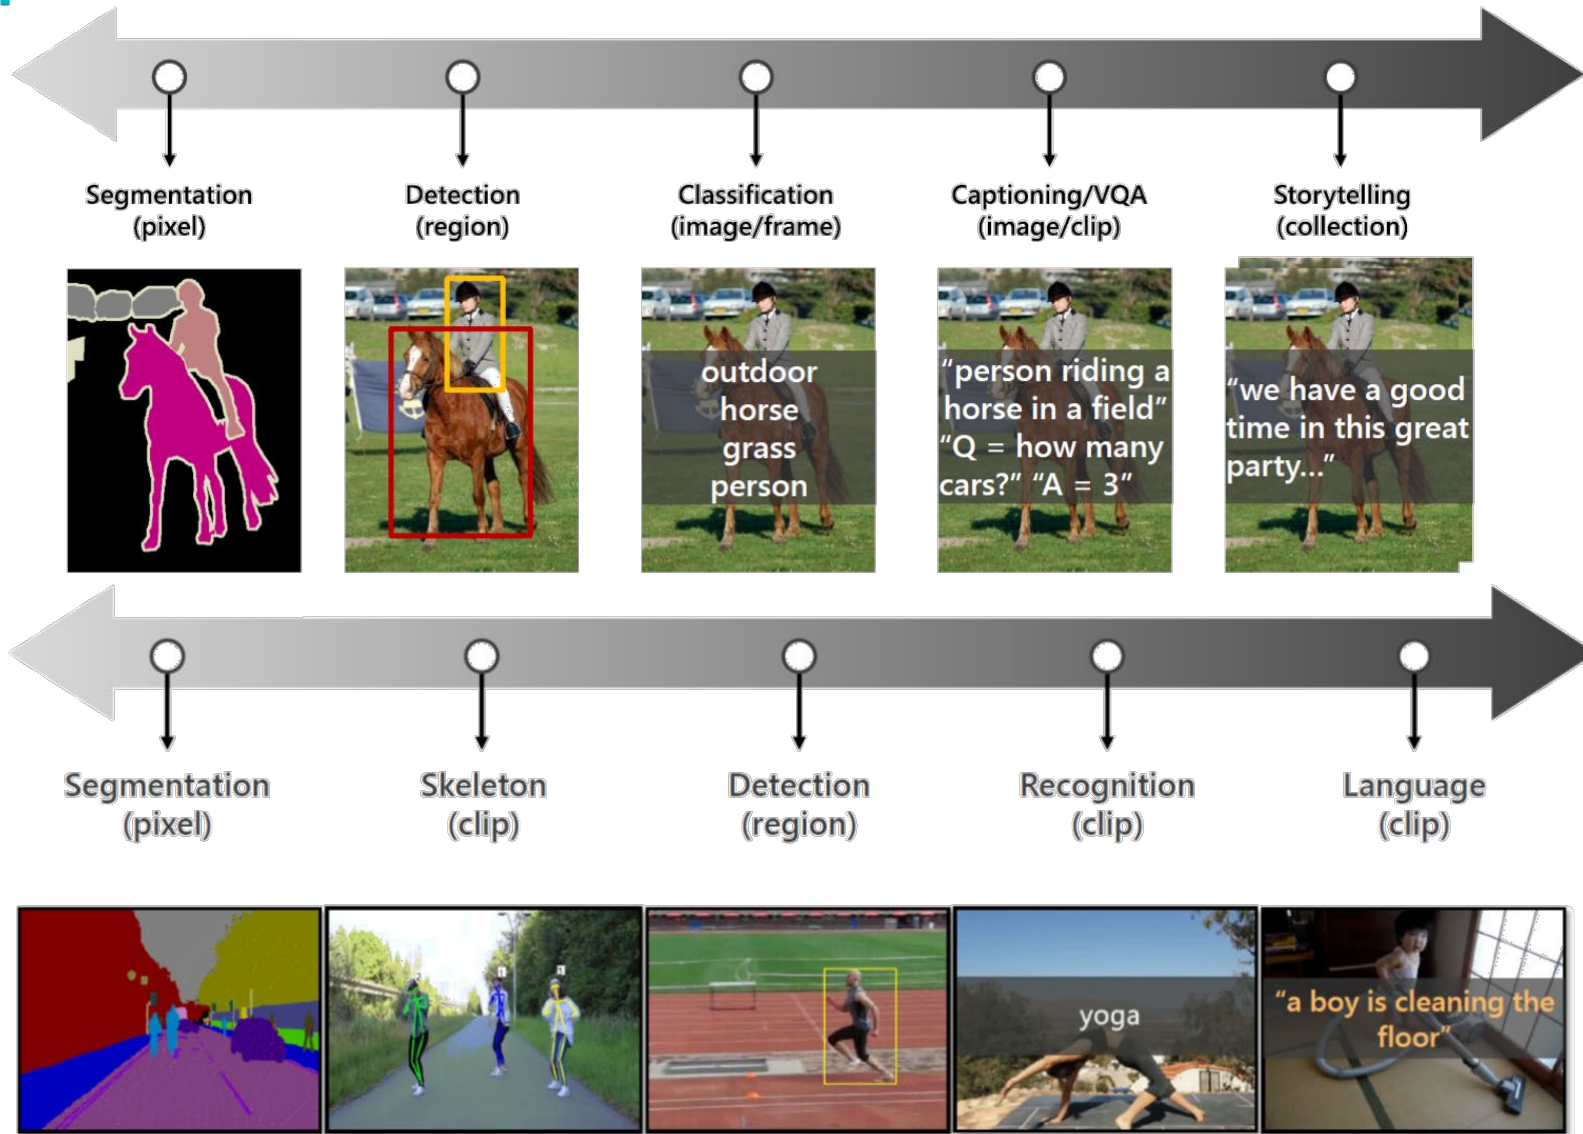 Segmentation
(pixel)
Detection
(region)
Classification
(image/frame)
Captioning/VQA
(image/clip)
Storytelling
(collection)
outdoor
horse
grass
person
“person riding a
horse in a field”
“Q = how many
cars?” “A = 3”
“we have a good
time in this great
party...”
Segmentation
(pixel)
Skeleton
(clip)
Detection
(region)
Recognition
(clip)
Language
(clip)
yoga
“a boy is cleaning the
floor”